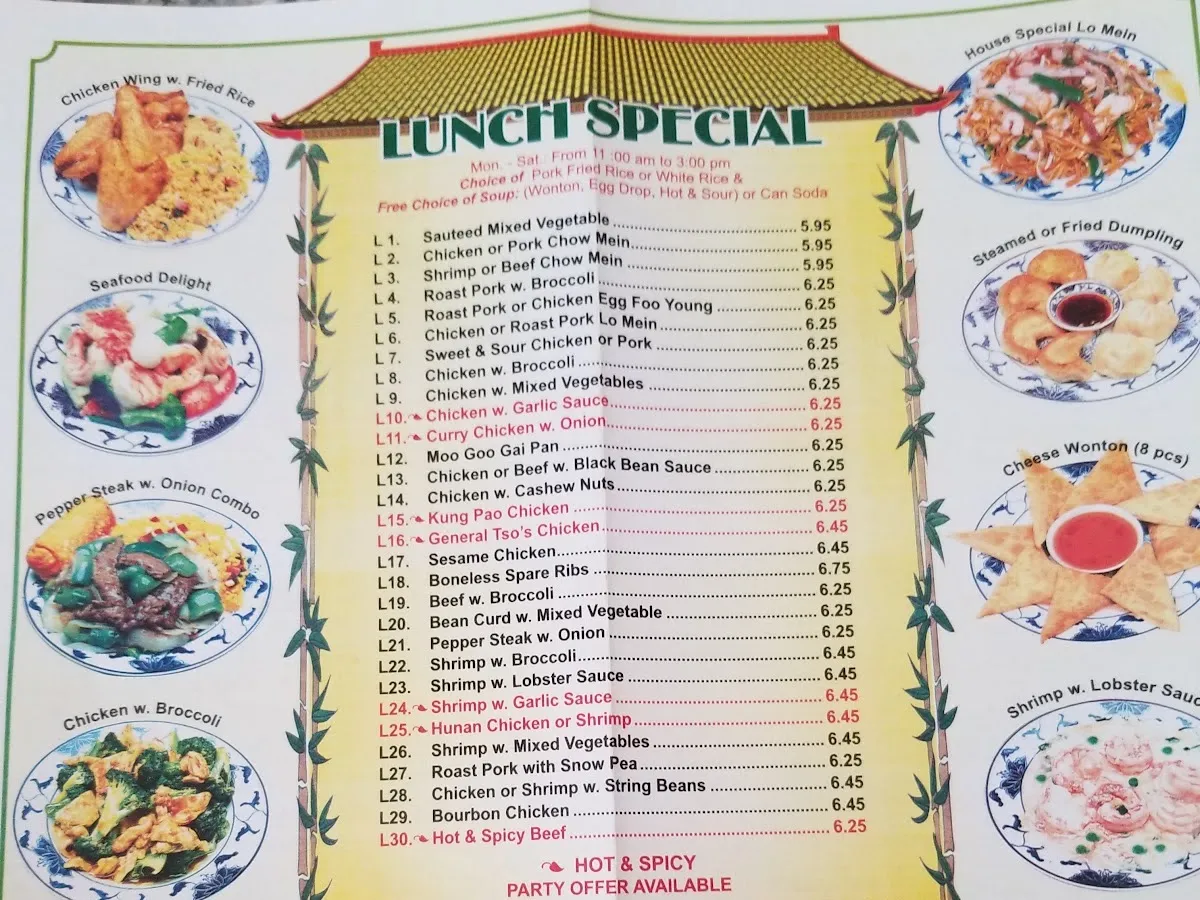 LUNCH SPECIAL
Mon. - Sat. From 11:00 am to 3:00 pm
Choice of Pork Fried Rice or White Rice &
Free Choice of Soup: (Wonton, Egg Drop, Hot & Sour) or Can Soda
L 1. Sauteed Mixed Vegetable 5.95
L 2. Chicken or Pork Chow Mein 5.95
L 3. Shrimp or Beef Chow Mein 5.95
L 4. Roast Pork w. Broccoli 6.25
L 5. Roast Pork or Chicken Egg Foo Young 6.25
L 6. Chicken or Roast Pork Lo Mein 6.25
L 7. Sweet & Sour Chicken or Pork 6.25
L 8. Chicken w. Broccoli 6.25
L 9. Chicken w. Mixed Vegetables 6.25
L10. Chicken w. Garlic Sauce 6.25
L11. Curry Chicken w. Onion 6.25
L12. Moo Goo Gai Pan 6.25
L13. Chicken or Beef w. Black Bean Sauce 6.25
L14. Chicken w. Cashew Nuts 6.25
L15. Kung Pao Chicken 6.25
L16. General Tso's Chicken 6.45
L17. Sesame Chicken 6.45
L18. Boneless Spare Ribs 6.75
L19. Beef w. Broccoli 6.25
L20. Bean Curd w. Mixed Vegetable 6.25
L21. Pepper Steak w. Onion 6.25
L22. Shrimp w. Broccoli 6.45
L23. Shrimp w. Lobster Sauce 6.45
L24. Shrimp w. Garlic Sauce 6.45
L25. Hunan Chicken or Shrimp 6.45
L26. Shrimp w. Mixed Vegetables 6.45
L27. Roast Pork with Snow Pea 6.25
L28. Chicken or Shrimp w. String Beans 6.45
L29. Bourbon Chicken 6.45
L30. Hot & Spicy Beef 6.25
HOT & SPICY
PARTY OFFER AVAILABLE
Chicken Wing w. Fried Rice
Seafood Delight
Pepper Steak w. Onion Combo
Chicken w. Broccoli
House Special Lo Mein
Steamed or Fried Dumpling
Cheese Wonton (8 pcs)
Shrimp w. Lobster Sauc